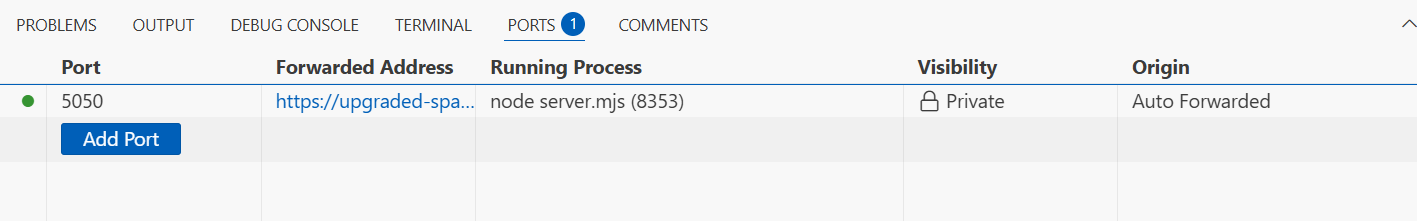 PROBLEMS OUTPUT DEBUG CONSOLE TERMINAL PORTS 1 COMMENTS
Port Forwarded Address Running Process Visibility Origin
5050 https://upgraded-spa... node server.mjs (8353) Private Auto Forwarded
Add Port